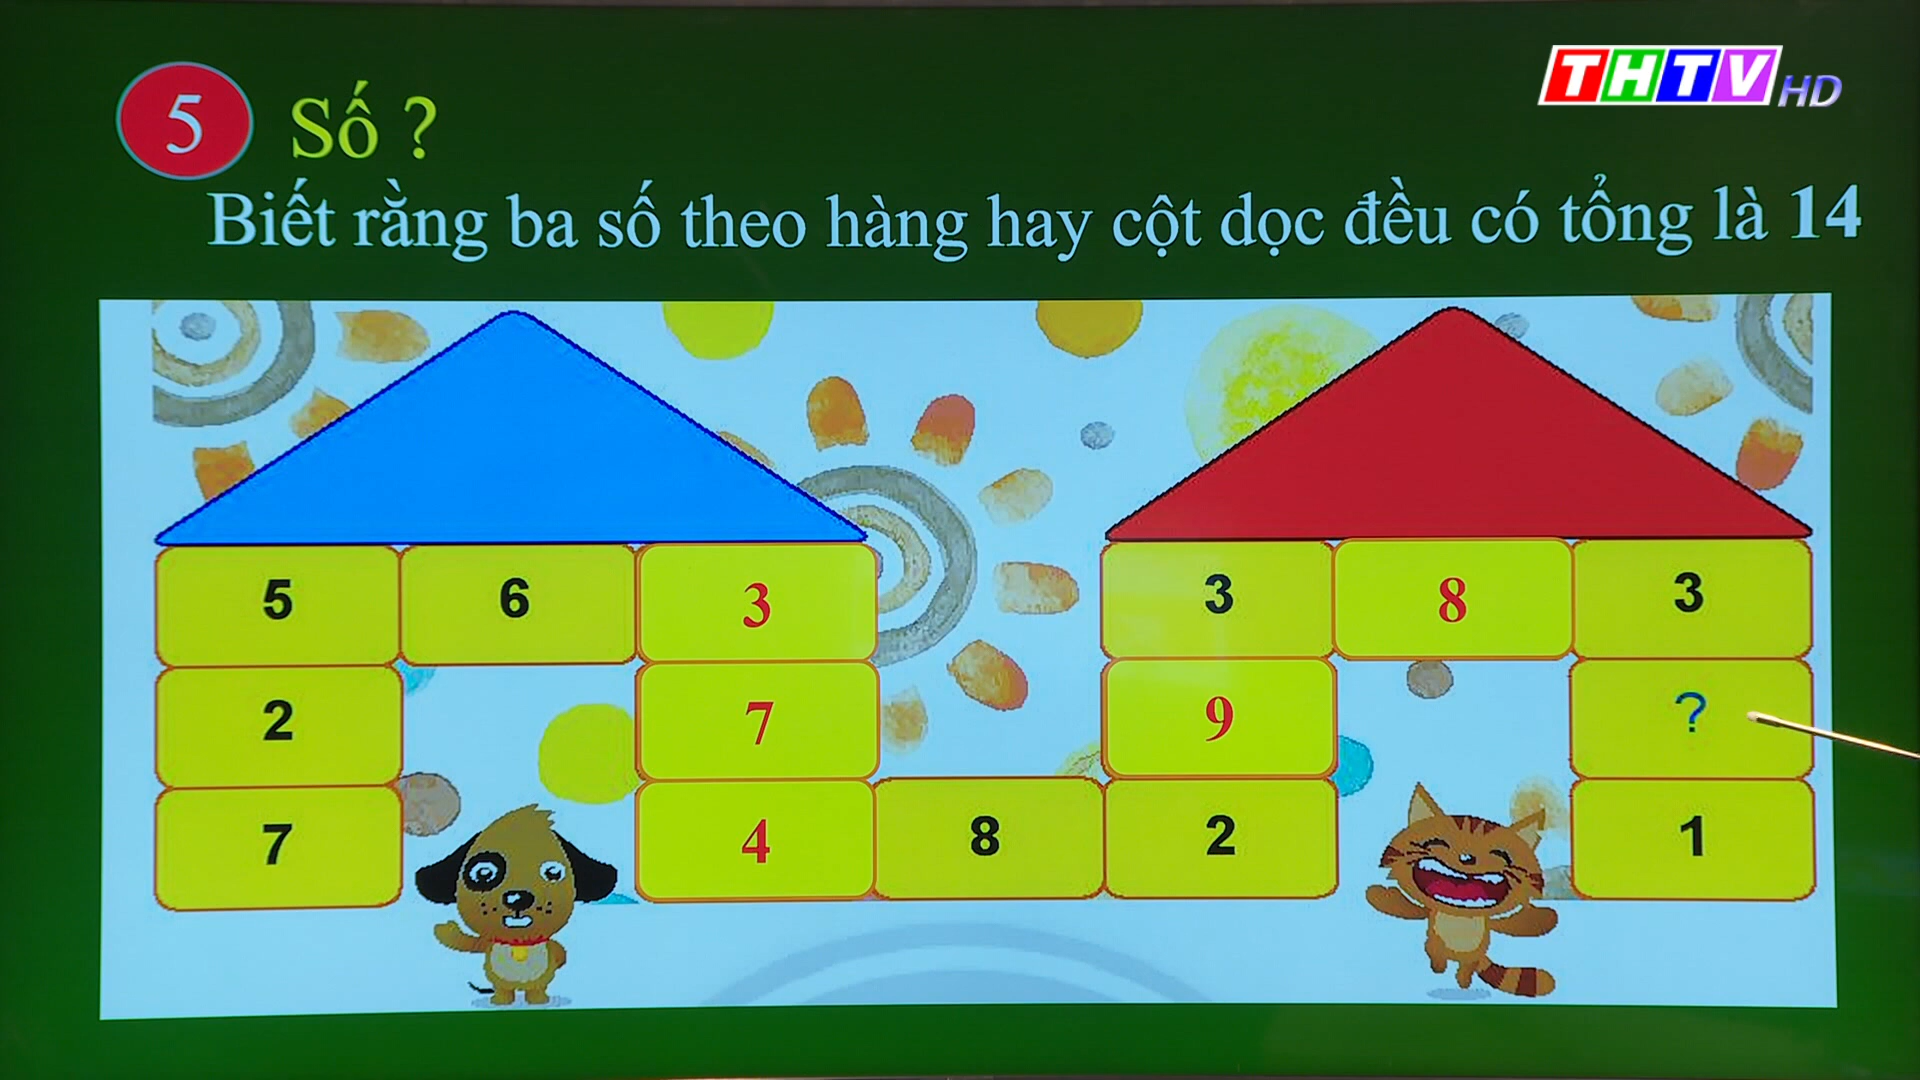 THTV HD
5 Số ?
Biết rằng ba số theo hàng hay cột dọc đều có tổng là 14
5 6 3 3 8 3
2 7 9 ?
7 4 8 2 1